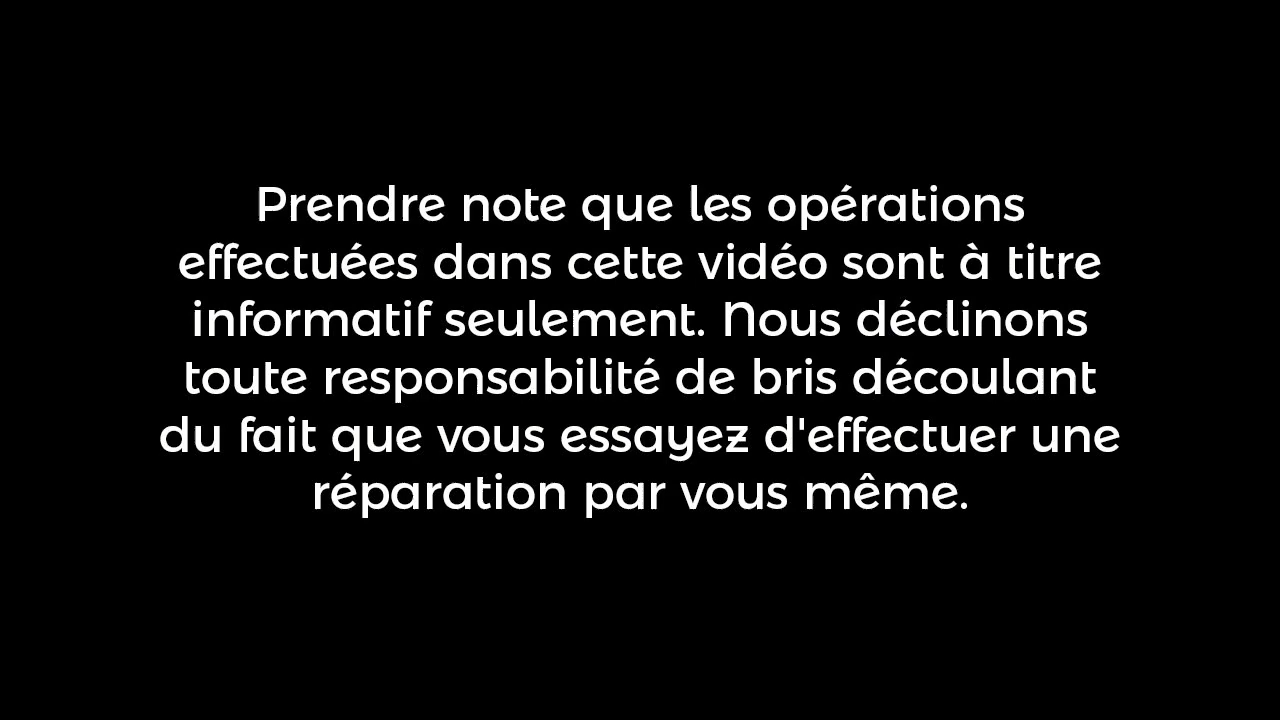 Prendre note que les opérations
effectuées dans cette vidéo sont à titre
informatif seulement. Nous déclinons
toute responsabilité de bris découlant
du fait que vous essayez d'effectuer une
réparation par vous même.